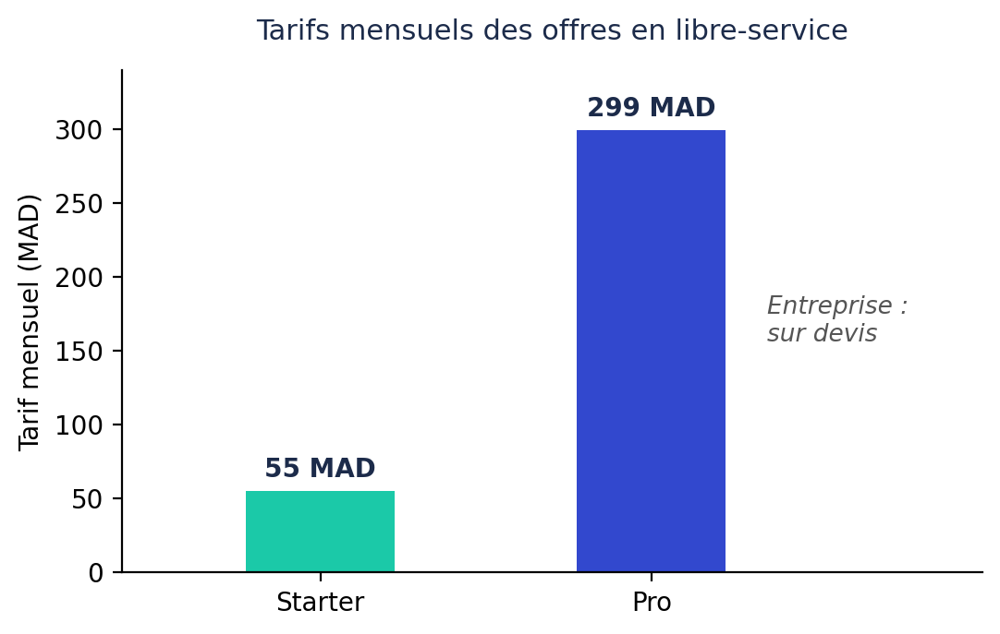 Tarifs mensuels des offres en libre-service
Tarif mensuel (MAD)
300
250
200
150
100
50
0
299 MAD
55 MAD
Entreprise :
sur devis
Starter
Pro